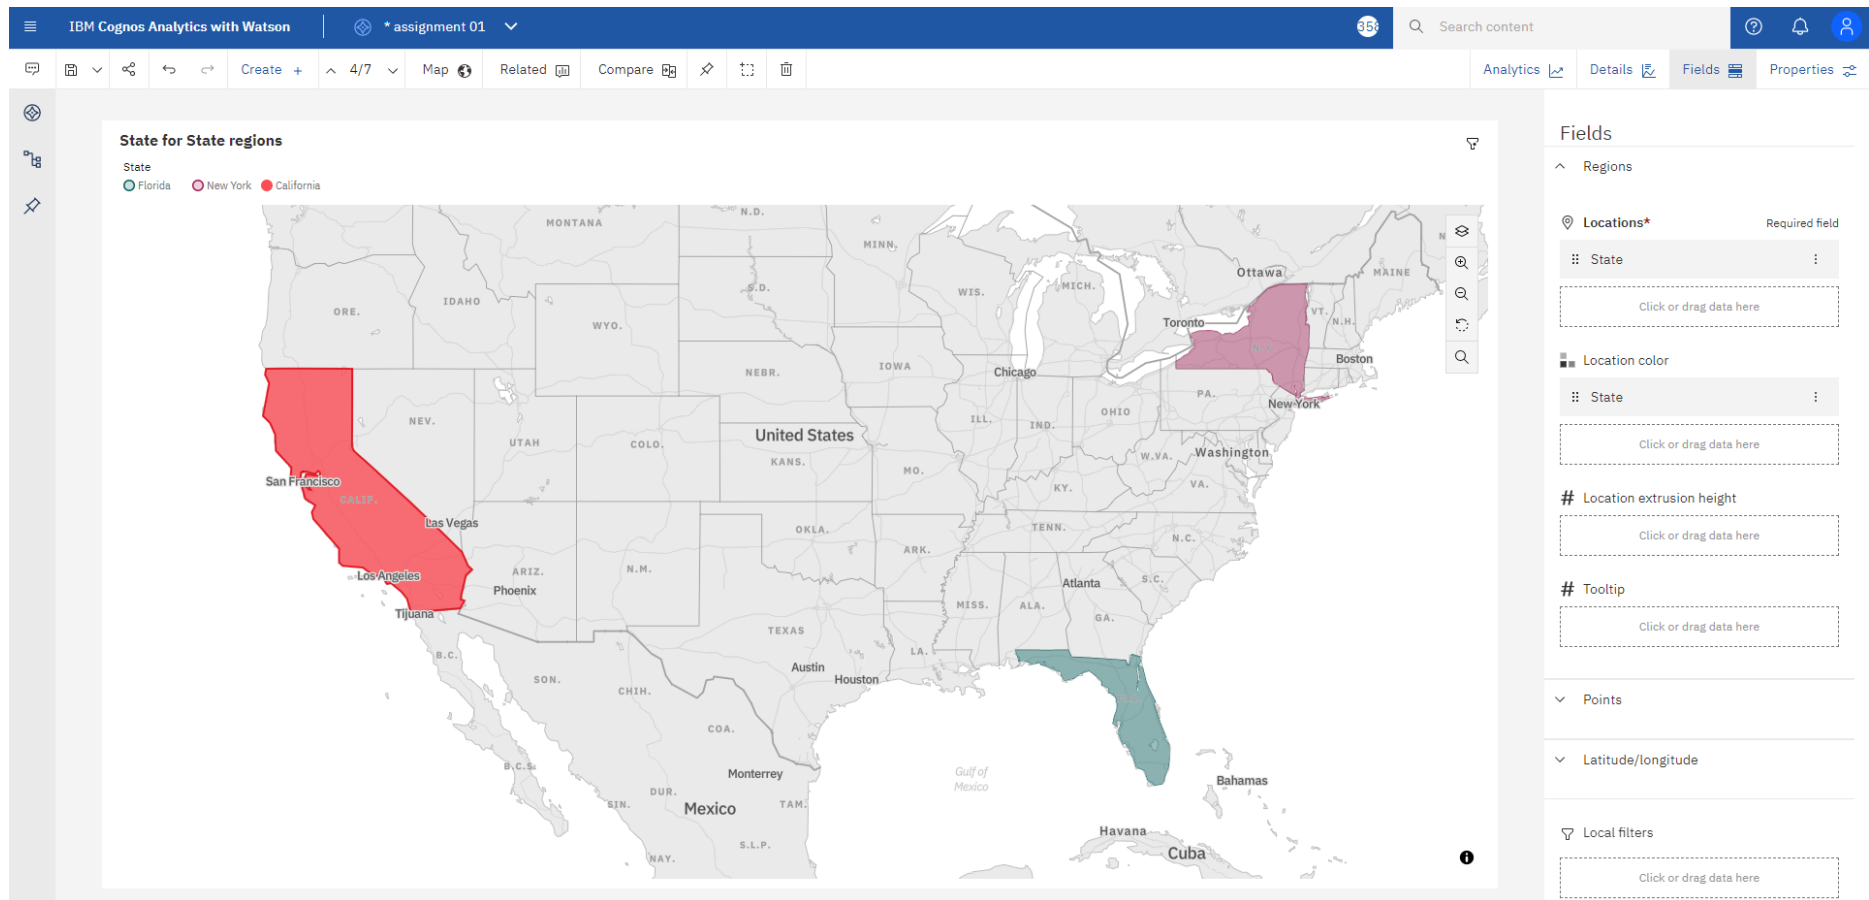 IBM Cognos Analytics with Watson
* assignment 01
358
Search content
Create +
4/7
Map
Related
Compare
Analytics
Details
Fields
Properties
State for State regions
State
Florida
New York
California
MONTANA
N.D.
MINN.
Ottawa
MAINE
ORE.
IDAHO
S.D.
WIS.
MICH.
WYO.
Toronto
VT.
N.H.
N.Y.
Boston
IOWA
Chicago
NEBR.
PA.
New York
NEV.
UTAH
COLO.
United States
ILL.
IND.
OHIO
KANS.
MO.
W.VA.
Washington
San Francisco
CALIF.
KY.
VA.
Las Vegas
OKLA.
ARK.
TENN.
N.C.
Los Angeles
ARIZ.
N.M.
Phoenix
Atlanta
S.C.
Tijuana
MISS.
ALA.
GA.
TEXAS
B.C.
LA.
Austin
Houston
SON.
CHIH.
COA.
B.C.S.
Monterrey
Gulf of
Mexico
Bahamas
DUR.
SIN.
Mexico
TAM.
Havana
Cuba
S.L.P.
NAY.
Fields
Regions
Locations*
Required field
State
Click or drag data here
Location color
State
Click or drag data here
# Location extrusion height
Click or drag data here
# Tooltip
Click or drag data here
Points
Latitude/longitude
Local filters
Click or drag data here